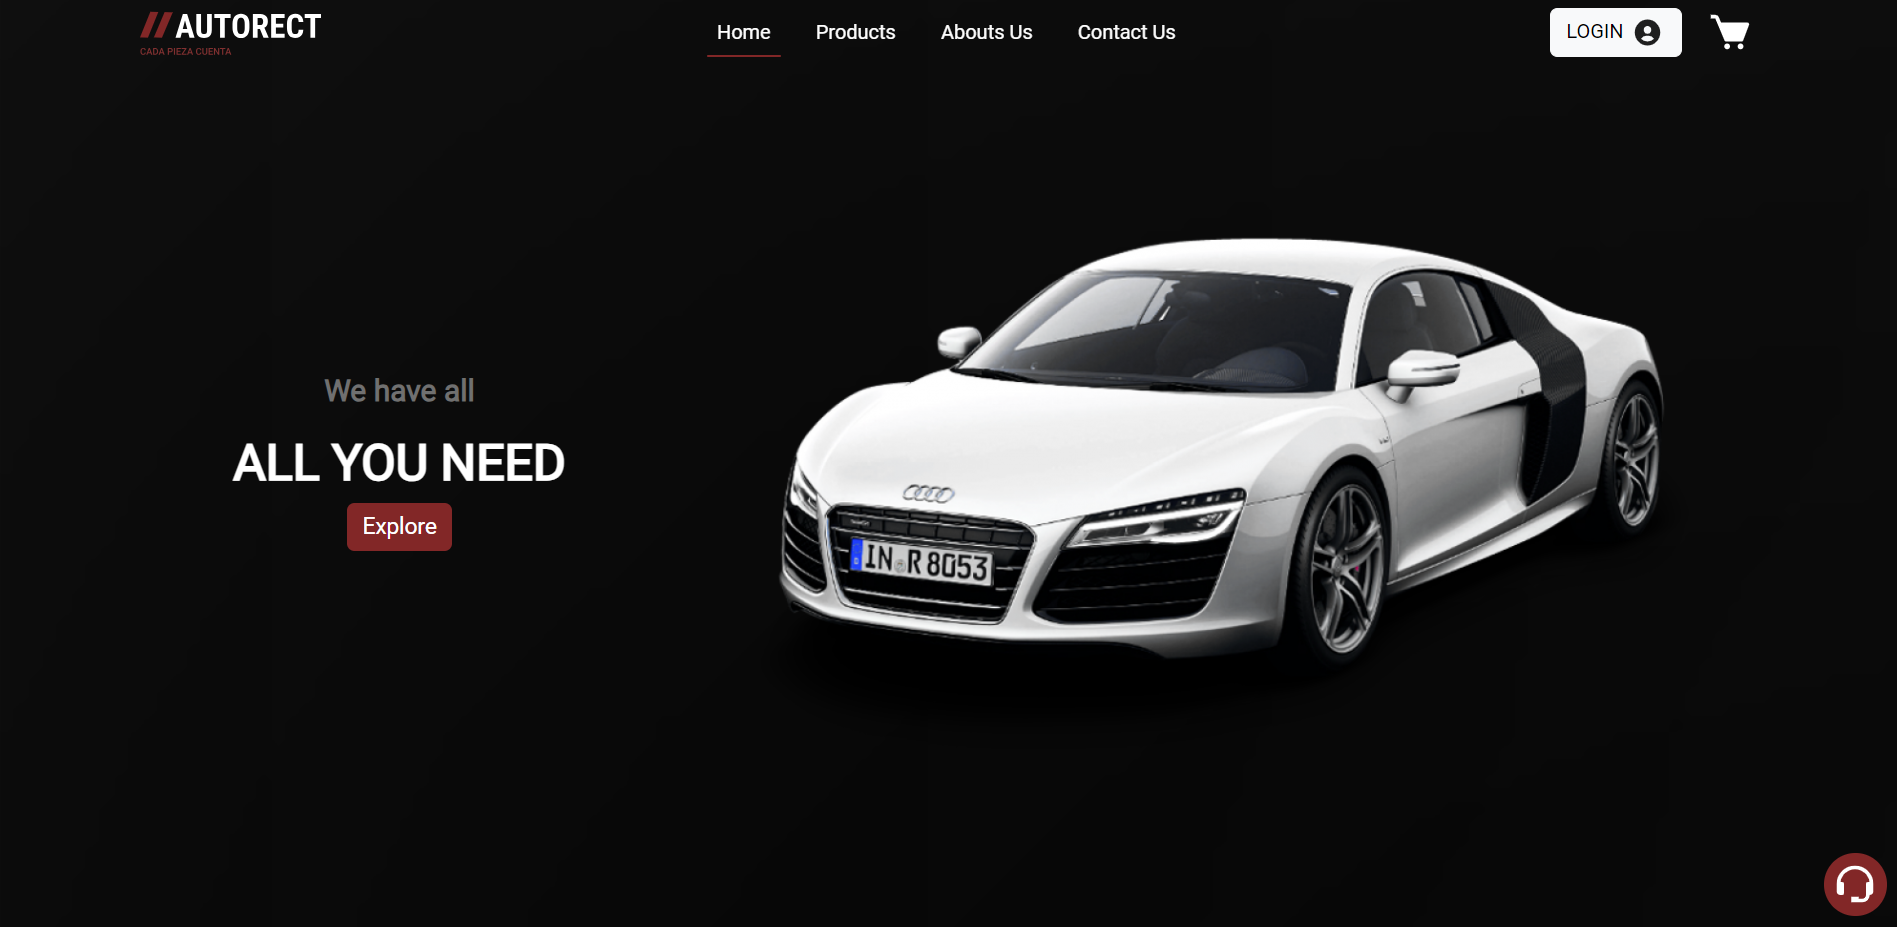 AUTORECT
CADA PIEZA CUENTA
Home
Products
Abouts Us
Contact Us
LOGIN
We have all
ALL YOU NEED
Explore
IN R 8053